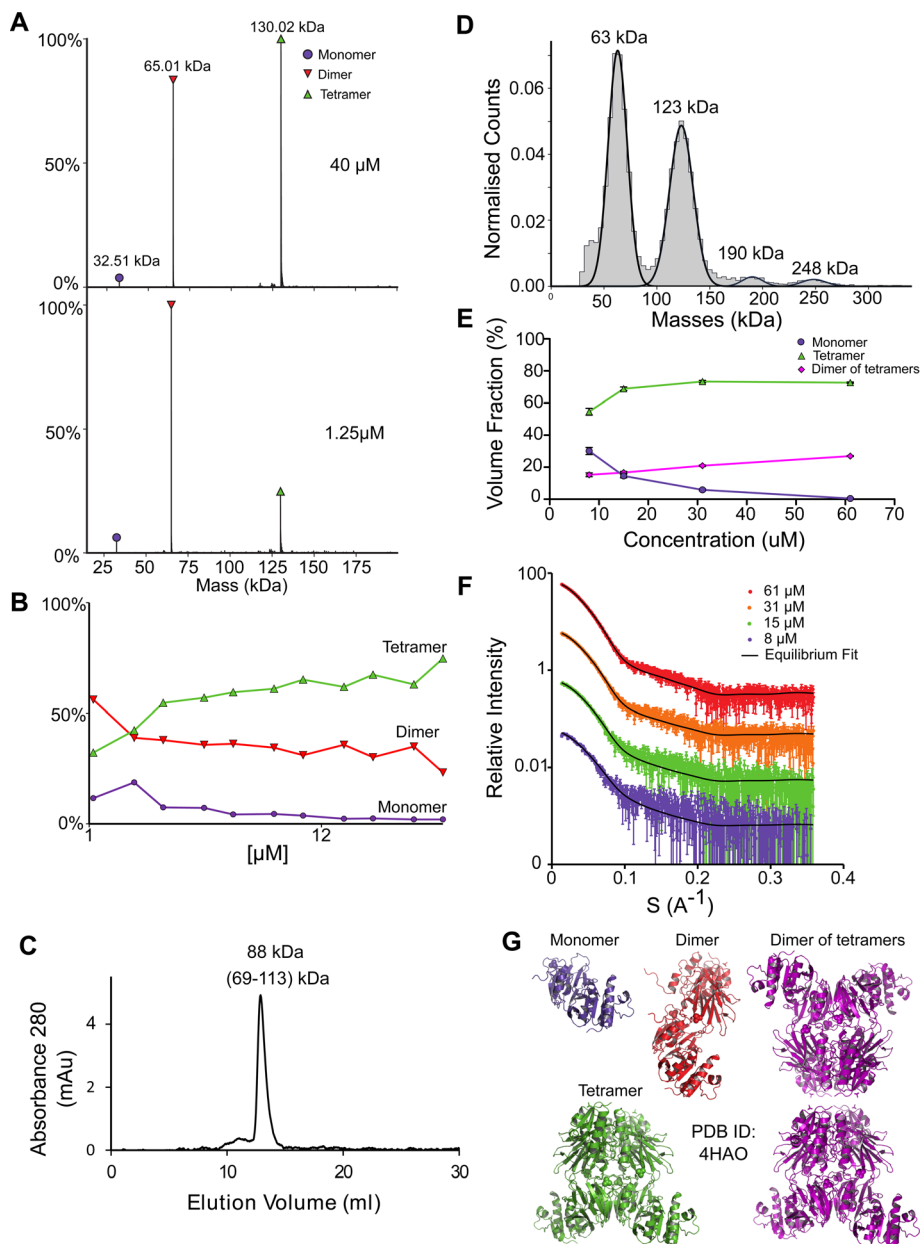 A
100%
130.02 kDa
65.01 kDa
Monomer
Dimer
Tetramer
50%
40 µM
32.51 kDa
0%
100%
50%
1.25µM
0%
25 50 75 100 125 150 175
Mass (kDa)
B
100%
Tetramer
50%
Dimer
Monomer
0%
1 12
[µM]
C
88 kDa
(69-113) kDa
Absorbance 280
(mAu)
4
2
0
0 10 20 30
Elution Volume (ml)
D
63 kDa
123 kDa
190 kDa
248 kDa
Normalised Counts
0.06
0.04
0.02
0.00
50 100 150 200 250 300
Masses (kDa)
E
Monomer
Tetramer
Dimer of tetramers
Volume Fraction (%)
100
80
60
40
20
0
0 10 20 30 40 50 60 70
Concentration (uM)
F
100
1
0.01
0
Relative Intensity
61 µM
31 µM
15 µM
8 µM
Equilibrium Fit
0 0.1 0.2 0.3 0.4
S (A-1)
G
Monomer
Dimer
Dimer of tetramers
Tetramer
PDB ID:
4HAO